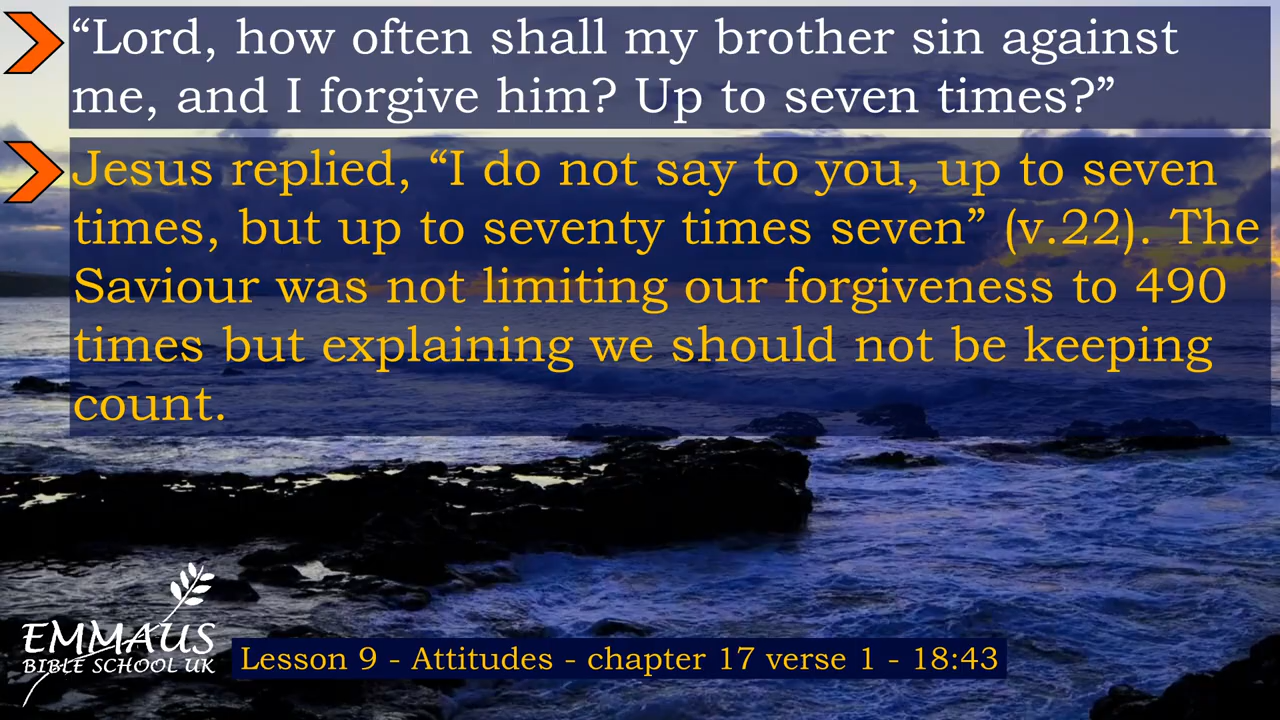 “Lord, how often shall my brother sin against
me, and I forgive him? Up to seven times?”
Jesus replied, “I do not say to you, up to seven
times, but up to seventy times seven” (v.22). The
Saviour was not limiting our forgiveness to 490
times but explaining we should not be keeping
count.
EMMAUS
BIBLE SCHOOL UK
Lesson 9 - Attitudes - chapter 17 verse 1 - 18:43